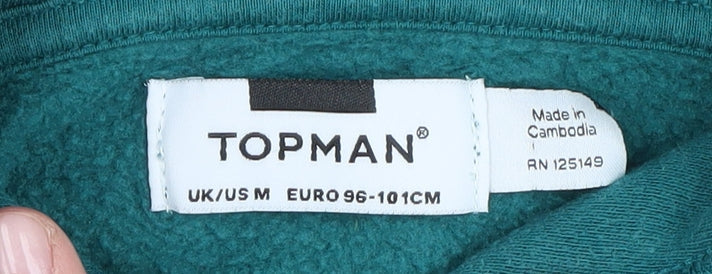 TOPMAN®
UK/US M EURO 96-101CM
Made in
Cambodia
RN 125149